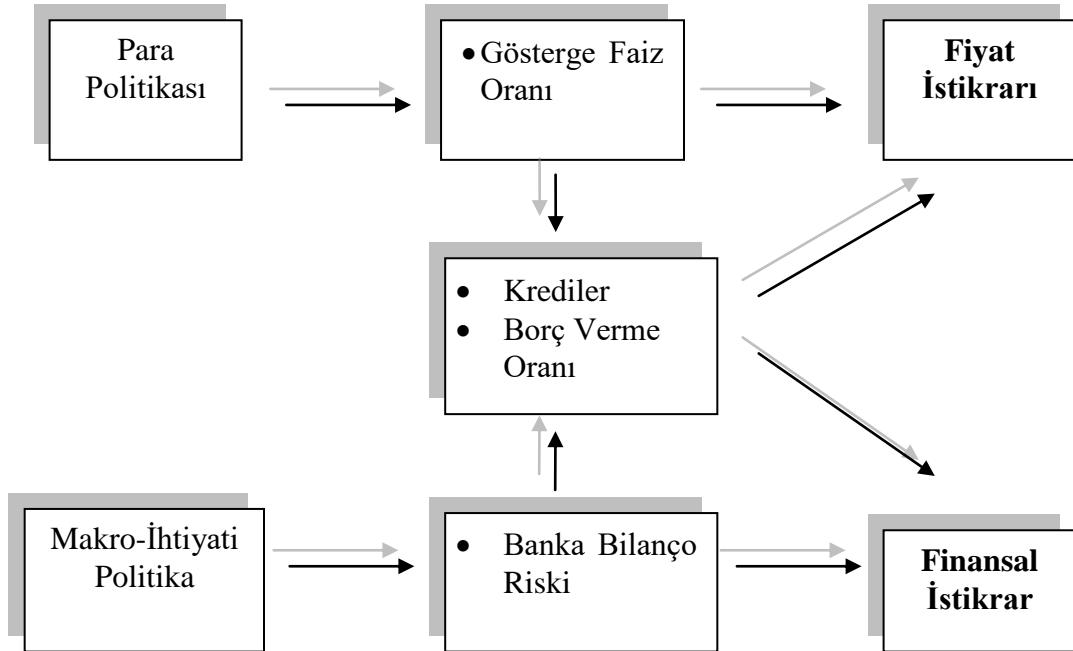 Para
Politikası
• Gösterge Faiz
Oranı
Fiyat
İstikrarı
• Krediler
• Borç Verme
Oranı
Makro-İhtiyati
Politika
• Banka Bilanço
Riski
Finansal
İstikrar